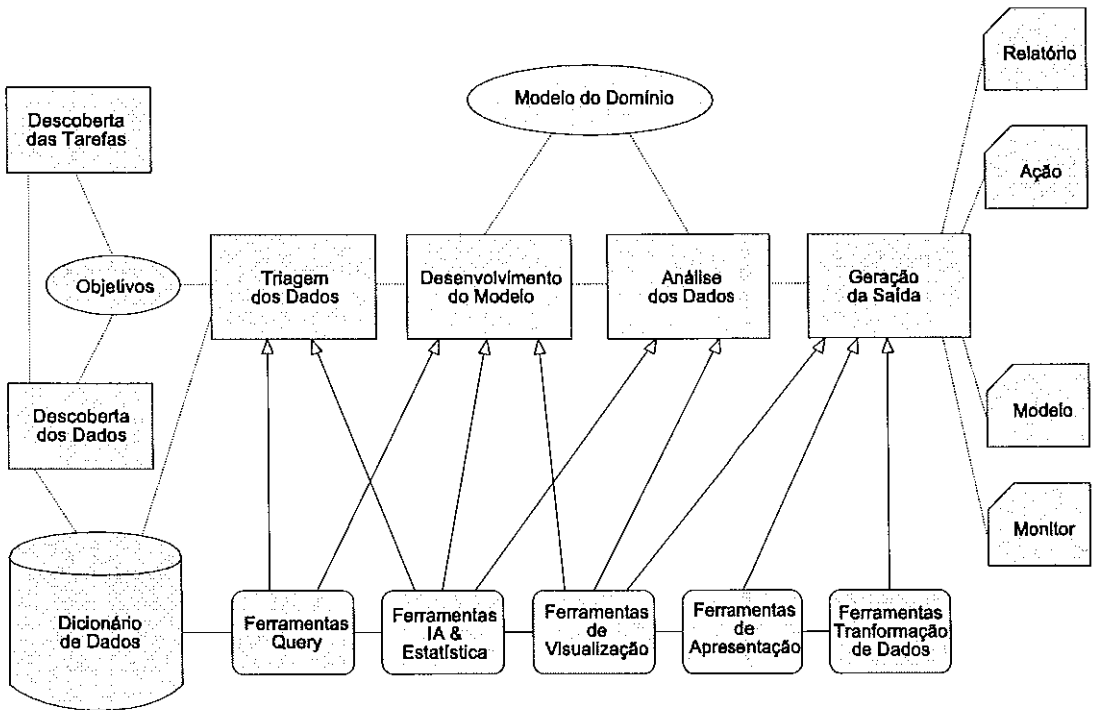 Relatório
Modelo do Domínio
Descoberta
das Tarefas
Ação
Objetivos
Triagem
dos Dados
Desenvolvimento
do Modelo
Análise
dos Dados
Geração
da Saída
Descoberta
dos Dados
Modelo
Monitor
Dicionário
de Dados
Ferramentas
Query
Ferramentas
IA &
Estatística
Ferramentas
de
Visualização
Ferramentas
de
Apresentação
Ferramentas
Tranformação
de Dados